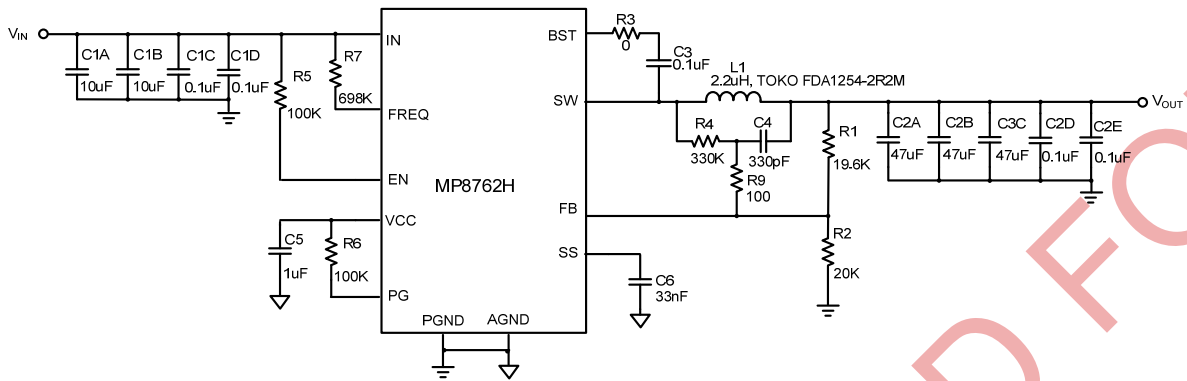 VIN
C1A
10uF
C1B
10uF
C1C
0.1uF
C1D
0.1uF
R5
100K
R7
698K
IN
FREQ
EN
VCC
PG
C5
1uF
R6
100K
MP8762H
PGND
AGND
BST
SW
FB
SS
R3
0
C3
0.1uF
L1
2.2uH, TOKO FDA1254-2R2M
R4
330K
C4
330pF
R9
100
R1
19.6K
R2
20K
C6
33nF
C2A
47uF
C2B
47uF
C3C
47uF
C2D
0.1uF
C2E
0.1uF
VOUT
D FO